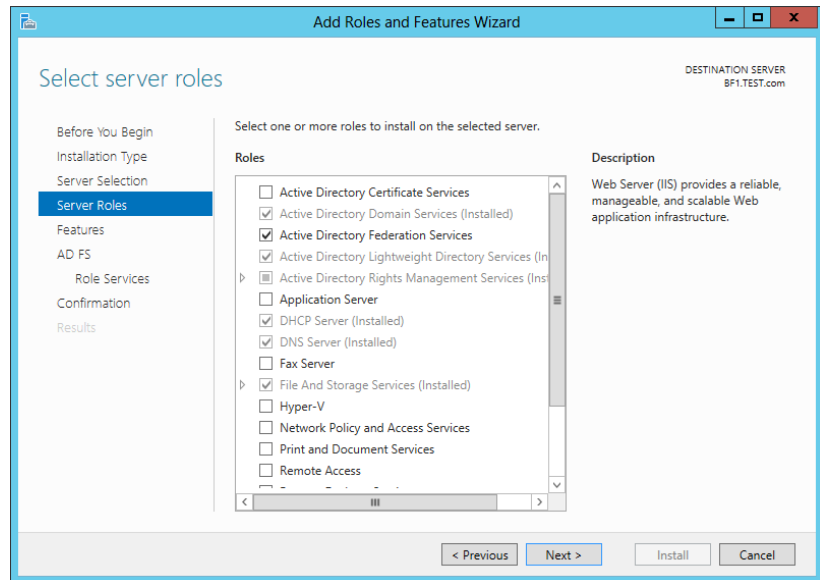 Add Roles and Features Wizard
Select server roles
DESTINATION SERVER
BF1.TEST.com
Before You Begin
Installation Type
Server Selection
Server Roles
Features
AD FS
Role Services
Confirmation
Results
Select one or more roles to install on the selected server.
Roles
Active Directory Certificate Services
Active Directory Domain Services (Installed)
Active Directory Federation Services
Active Directory Lightweight Directory Services (In
Active Directory Rights Management Services (Inst
Application Server
DHCP Server (Installed)
DNS Server (Installed)
Fax Server
File And Storage Services (Installed)
Hyper-V
Network Policy and Access Services
Print and Document Services
Remote Access
Description
Web Server (IIS) provides a reliable,
manageable, and scalable Web
application infrastructure.
< Previous
Next >
Install
Cancel